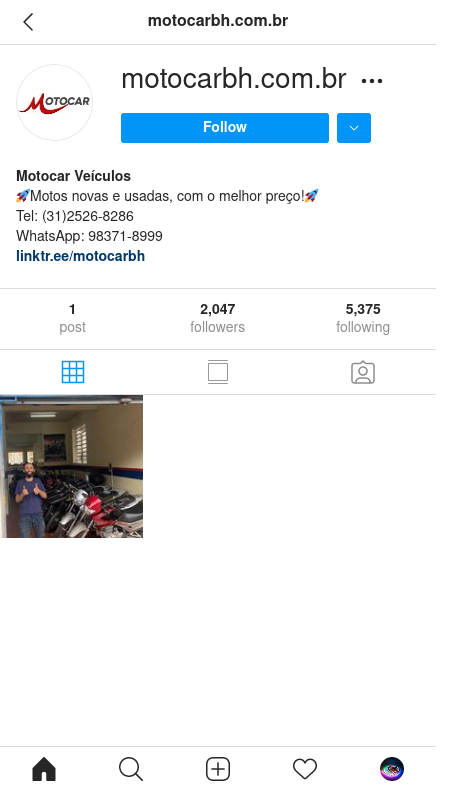 motocarbh.com.br
MOTOCAR
motocarbh.com.br
Follow
Motocar Veículos
🚀Motos novas e usadas, com o melhor preço!🚀
Tel: (31)2526-8286
WhatsApp: 98371-8999
linktr.ee/motocarbh
1 2,047 5,375
post followers following